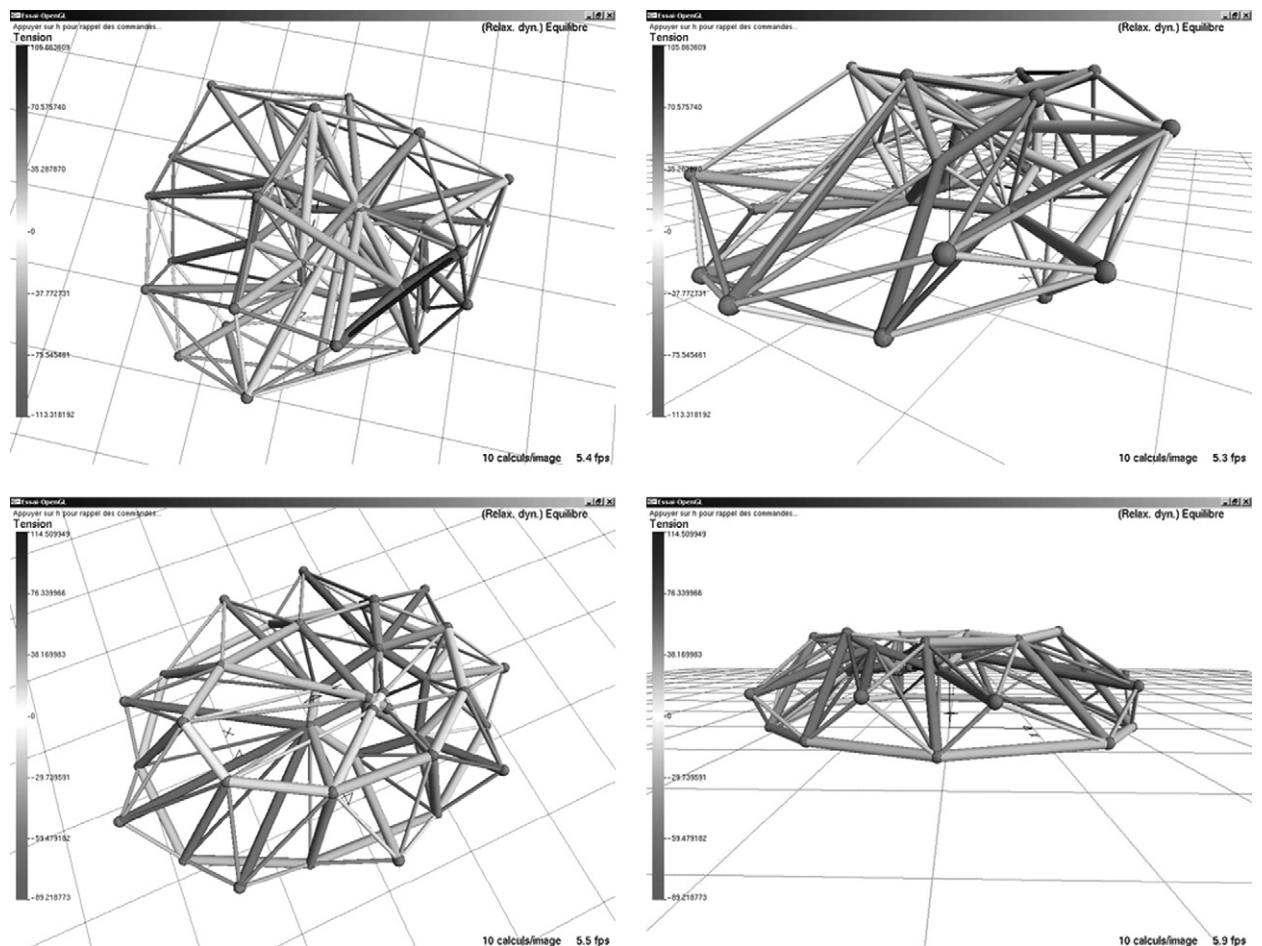 Essai-OpenGL
Appuyer sur h pour rappel des commandes...
(Relax. dyn.) Equilibre
Tension
105.863609
70.575740
35.287870
0
-37.772731
-75.545461
-113.318192
10 calculs/image 5.4 fps
Essai-OpenGL
Appuyer sur h pour rappel des commandes...
(Relax. dyn.) Equilibre
Tension
105.863609
70.575740
35.287870
0
-37.772731
-75.545461
-113.318192
10 calculs/image 5.3 fps
Essai-OpenGL
Appuyer sur h pour rappel des commandes...
(Relax. dyn.) Equilibre
Tension
114.509949
76.339966
38.169983
0
-29.739591
-59.479182
-89.218773
10 calculs/image 5.5 fps
Essai-OpenGL
Appuyer sur h pour rappel des commandes...
(Relax. dyn.) Equilibre
Tension
114.509949
76.339966
38.169983
0
-29.739591
-59.479182
-89.218773
10 calculs/image 5.9 fps